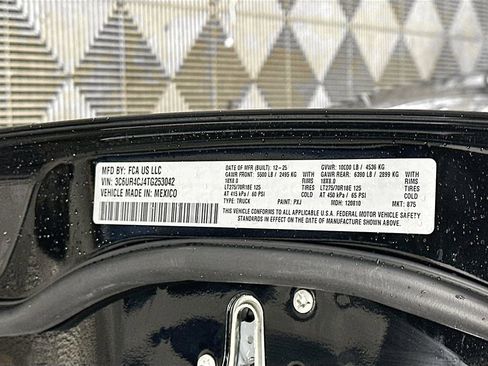 MFD BY: FCA US LLC
VIN: 3C6UR4CJ4TG253042
VEHICLE MADE IN: MEXICO
DATE OF MFR (BUILT): 12-25 GVWR: 10000 LB / 4536 KG
GAWR FRONT: 5500 LB / 2495 KG WITH GAWR REAR: 6390 LB / 2899 KG WITH
18X8.0 RIMS 18X8.0 RIMS
LT275/70R18E 125 TIRES LT275/70R18E 125 TIRES
AT 415 kPa / 60 PSI COLD AT 450 kPa / 65 PSI COLD
TYPE: TRUCK PAINT: PXJ MDH: 120810 MKT: 875
THIS VEHICLE CONFORMS TO ALL APPLICABLE U.S.A. FEDERAL MOTOR VEHICLE SAFETY
STANDARDS IN EFFECT ON THE DATE OF MANUFACTURE SHOWN ABOVE.